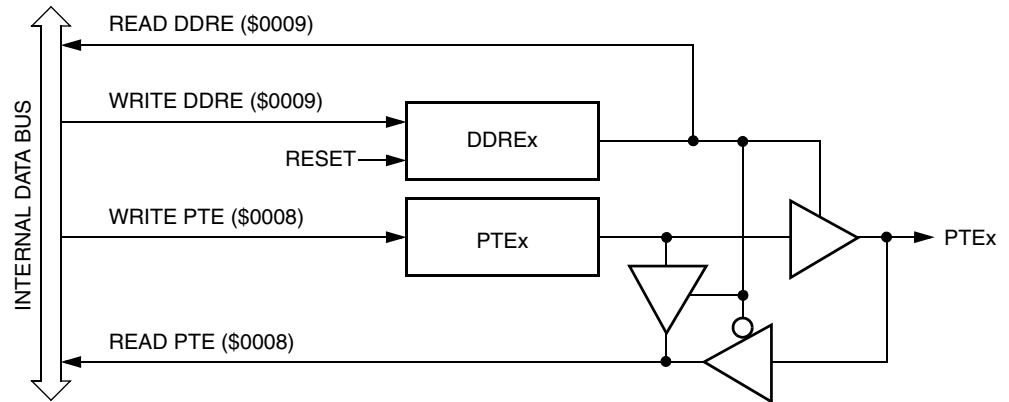 READ DDRE ($0009)
WRITE DDRE ($0009)
DDREx
RESET
WRITE PTE ($0008)
PTEx
PTEx
READ PTE ($0008)
INTERNAL DATA BUS